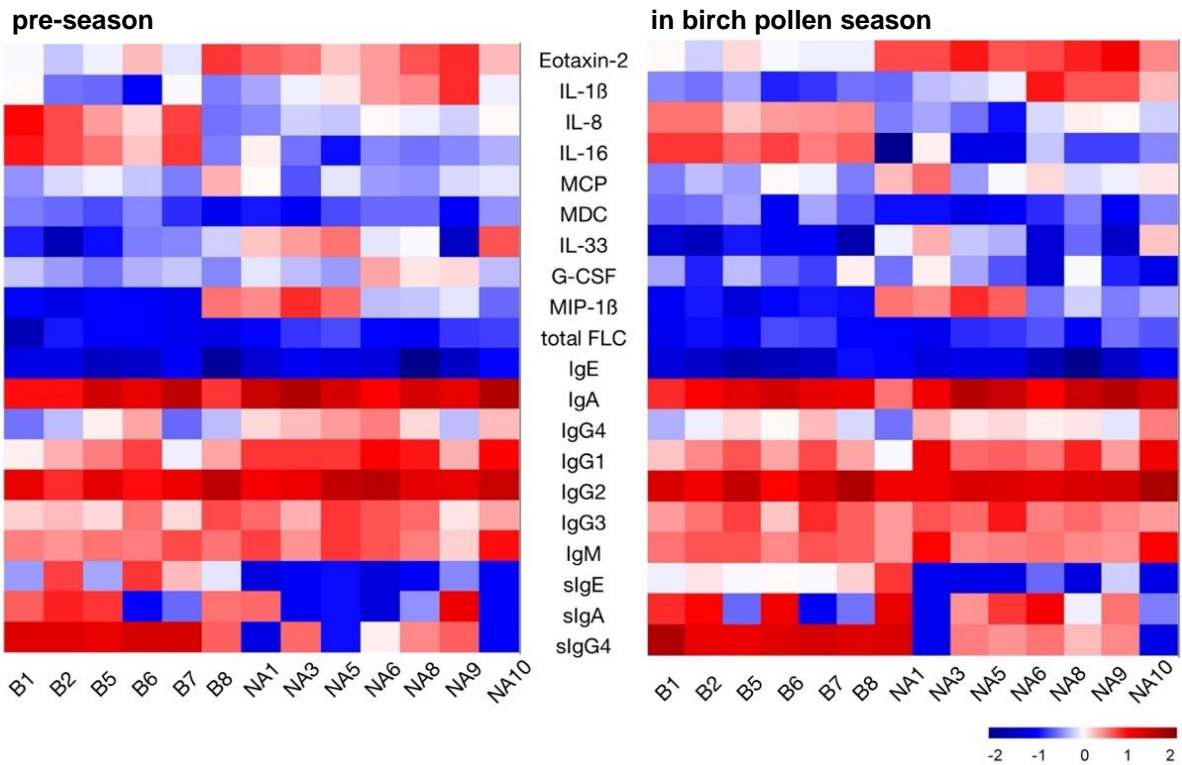 pre-season
in birch pollen season
Eotaxin-2
IL-1ß
IL-8
IL-16
MCP
MDC
IL-33
G-CSF
MIP-1ß
total FLC
IgE
IgA
IgG4
IgG1
IgG2
IgG3
IgM
sIgE
sIgA
sIgG4
B1 B2 B5 B6 B7 B8 NA1 NA3 NA5 NA6 NA8 NA9 NA10
B1 B2 B5 B6 B7 B8 NA1 NA3 NA5 NA6 NA8 NA9 NA10
-2 -1 0 1 2